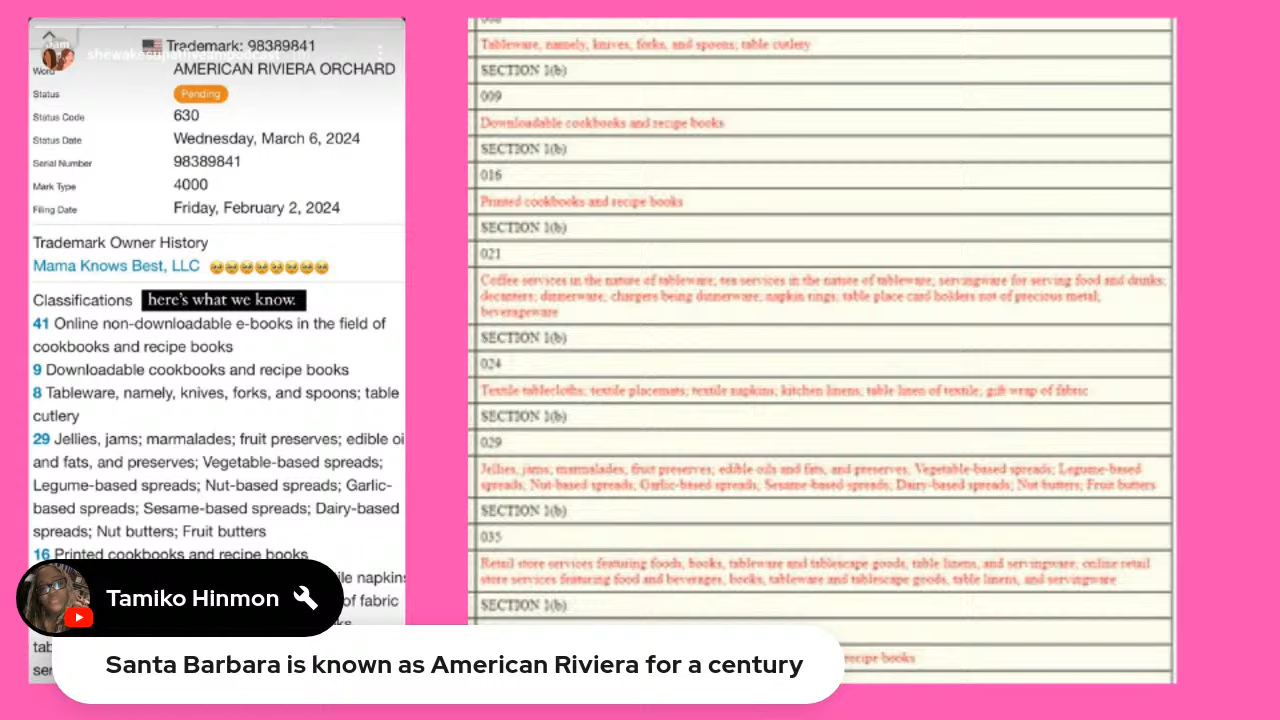 Trademark: 98389841
Word
AMERICAN RIVIERA ORCHARD
Status
Pending
Status Code
630
Status Date
Wednesday, March 6, 2024
Serial Number
98389841
Mark Type
4000
Filing Date
Friday, February 2, 2024
Trademark Owner History
Mama Knows Best, LLC
Classifications
here's what we know.
41 Online non-downloadable e-books in the field of
cookbooks and recipe books
9 Downloadable cookbooks and recipe books
8 Tableware, namely, knives, forks, and spoons; table
cutlery
29 Jellies, jams; marmalades; fruit preserves; edible oi
and fats, and preserves; Vegetable-based spreads;
Legume-based spreads; Nut-based spreads; Garlic-
based spreads; Sesame-based spreads; Dairy-based
spreads; Nut butters; Fruit butters
16 Printed cookbooks and recipe books
napkins
of fabric
Tableware, namely, knives, forks, and spoons; table cutlery
SECTION 1(b)
009
Downloadable cookbooks and recipe books
SECTION 1(b)
016
Printed cookbooks and recipe books
SECTION 1(b)
021
Coffee services in the nature of tableware; tea services in the nature of tableware; servingware for serving food and drinks;
decanters; dinnerware; chargers being dinnerware; napkin rings; table place card holders not of precious metal;
beverageware
SECTION 1(b)
024
Textile tablecloths; textile placemats; textile napkins; kitchen linens; table linen of textile; gift wrap of fabric
SECTION 1(b)
029
Jellies, jams; marmalades; fruit preserves; edible oils and fats, and preserves; Vegetable-based spreads; Legume-based
spreads; Nut-based spreads; Garlic-based spreads; Sesame-based spreads; Dairy-based spreads; Nut butters; Fruit butters
SECTION 1(b)
035
Retail store services featuring foods, books, tableware and tablescape goods, table linens, and servingware; online retail
store services featuring food and beverages, books, tableware and tablescape goods, table linens, and servingware
SECTION 1(b)
recipe books
Tamiko Hinmon
Santa Barbara is known as American Riviera for a century